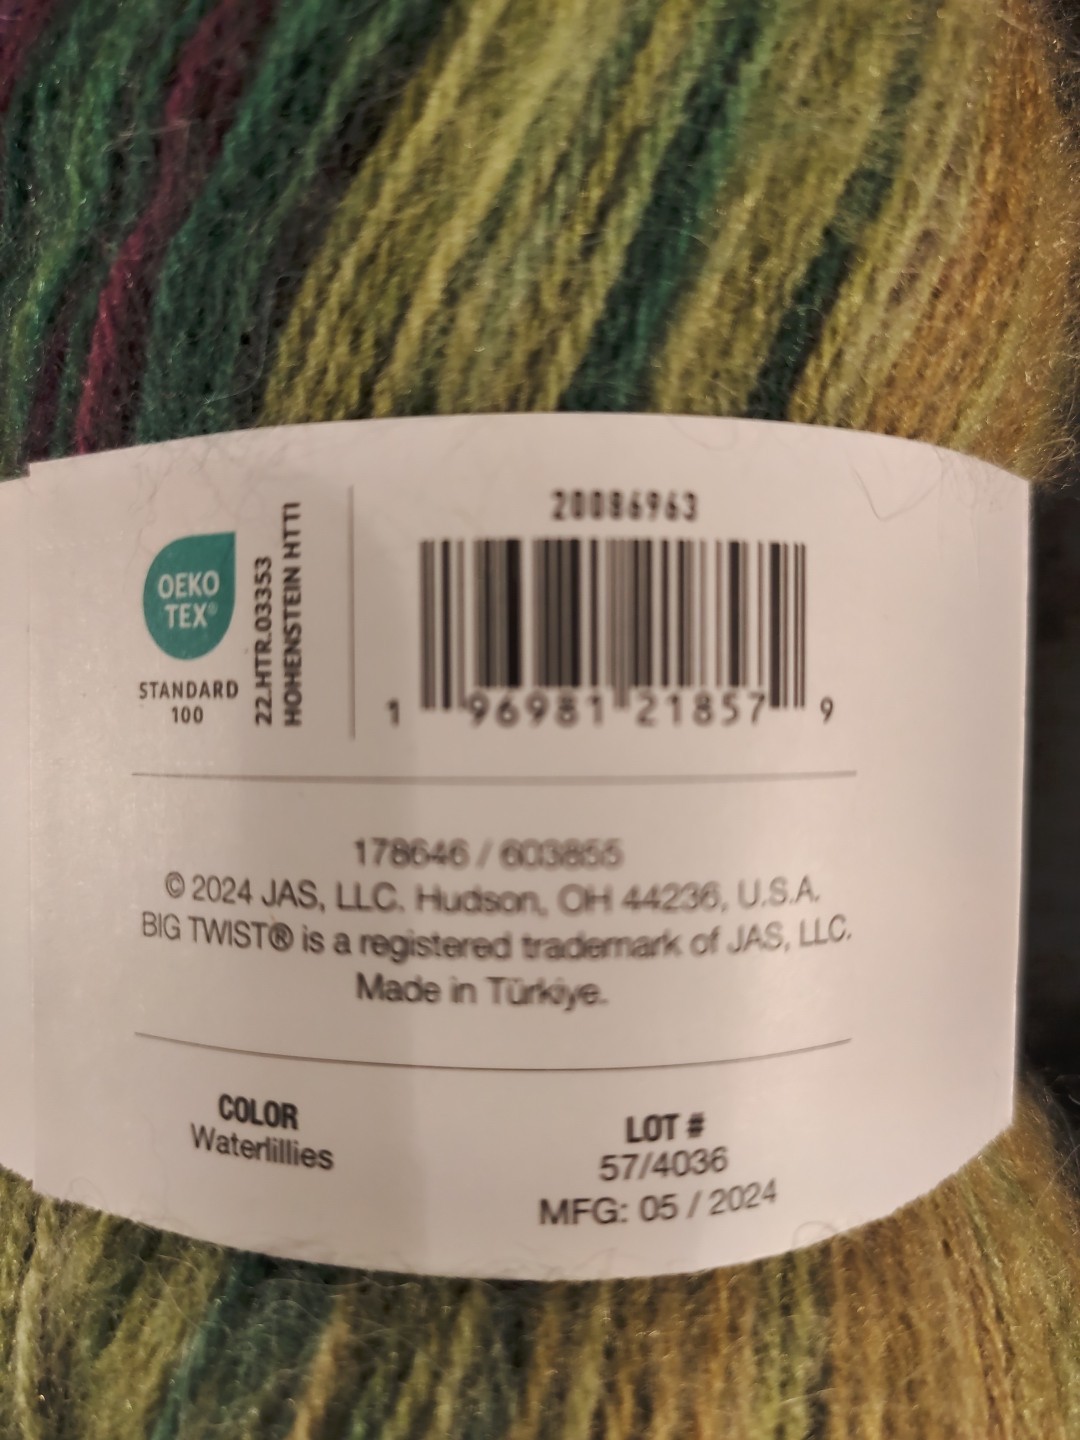 OEKO
TEX®
STANDARD
100
22.HTR.03353
HOHENSTEIN HTTI
20086963
1 96981 21857 9
178646 / 603855
© 2024 JAS, LLC. Hudson, OH 44236, U.S.A.
BIG TWIST® is a registered trademark of JAS, LLC.
Made in Türkiye.
COLOR
Waterlillies
LOT #
57/4036
MFG: 05 / 2024